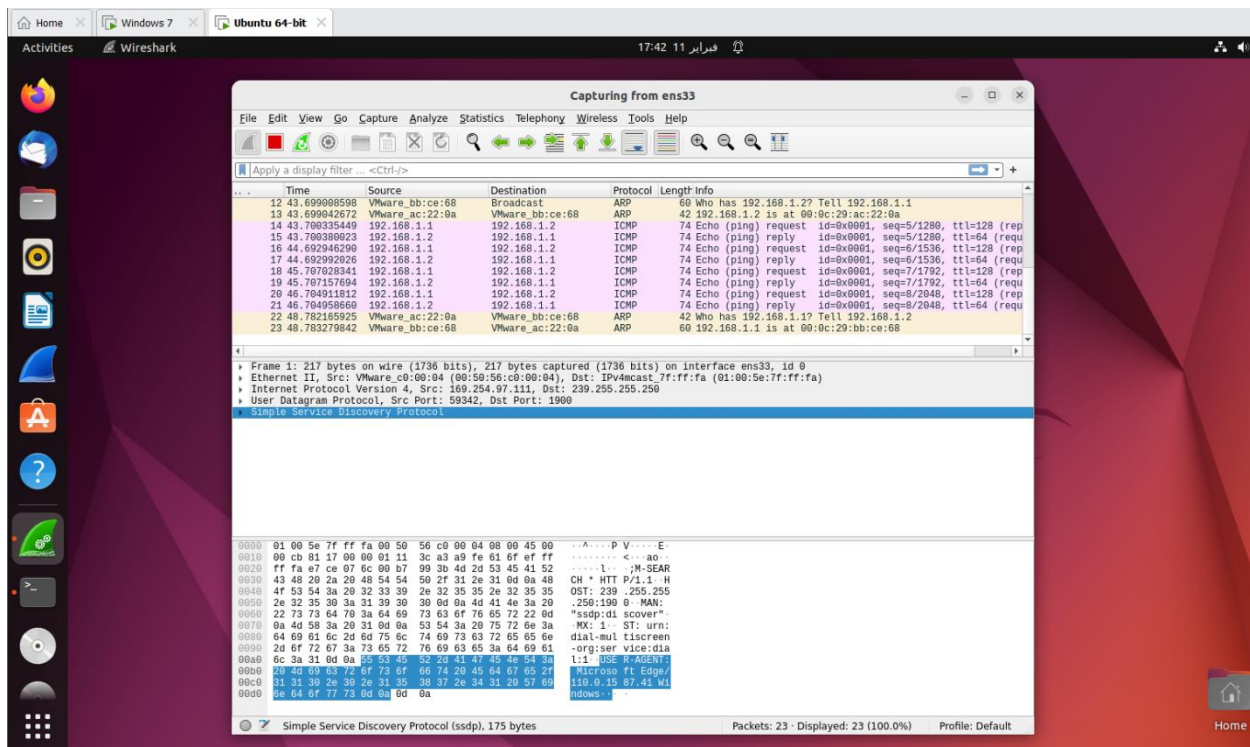 Home Windows 7 Ubuntu 64-bit
Activities Wireshark 17:42 11 فبراير
Capturing from ens33
File Edit View Go Capture Analyze Statistics Telephony Wireless Tools Help
Apply a display filter ... <Ctrl-/>
Time Source Destination Protocol Length Info
12 43.699008598 VMware_bb:ce:68 Broadcast ARP 60 Who has 192.168.1.2? Tell 192.168.1.1
13 43.699042672 VMware_ac:22:0a VMware_bb:ce:68 ARP 42 192.168.1.2 is at 00:0c:29:ac:22:0a
14 43.700335449 192.168.1.1 192.168.1.2 ICMP 74 Echo (ping) request id=0x0001, seq=5/1280, ttl=128 (rep
15 43.700380023 192.168.1.2 192.168.1.1 ICMP 74 Echo (ping) reply id=0x0001, seq=5/1280, ttl=64 (requ
16 44.692946290 192.168.1.1 192.168.1.2 ICMP 74 Echo (ping) request id=0x0001, seq=6/1536, ttl=128 (rep
17 44.692992026 192.168.1.2 192.168.1.1 ICMP 74 Echo (ping) reply id=0x0001, seq=6/1536, ttl=64 (requ
18 45.707028341 192.168.1.1 192.168.1.2 ICMP 74 Echo (ping) request id=0x0001, seq=7/1792, ttl=128 (rep
19 45.707157694 192.168.1.2 192.168.1.1 ICMP 74 Echo (ping) reply id=0x0001, seq=7/1792, ttl=64 (requ
20 46.704911812 192.168.1.1 192.168.1.2 ICMP 74 Echo (ping) request id=0x0001, seq=8/2048, ttl=128 (rep
21 46.704958660 192.168.1.2 192.168.1.1 ICMP 74 Echo (ping) reply id=0x0001, seq=8/2048, ttl=64 (requ
22 48.782165925 VMware_ac:22:0a VMware_bb:ce:68 ARP 42 Who has 192.168.1.1? Tell 192.168.1.2
23 48.783279842 VMware_bb:ce:68 VMware_ac:22:0a ARP 60 192.168.1.1 is at 00:0c:29:bb:ce:68
Frame 1: 217 bytes on wire (1736 bits), 217 bytes captured (1736 bits) on interface ens33, id 0
Ethernet II, Src: VMware_c0:00:04 (00:50:56:c0:00:04), Dst: IPv4mcast_7f:ff:fa (01:00:5e:7f:ff:fa)
Internet Protocol Version 4, Src: 169.254.97.111, Dst: 239.255.255.250
User Datagram Protocol, Src Port: 59342, Dst Port: 1900
Simple Service Discovery Protocol
0000 01 00 5e 7f ff fa 00 50 56 c0 00 04 08 00 45 00 ··^····P V·····E·
0010 00 cb 81 17 00 00 01 11 3c a3 a9 fe 61 6f ef ff ········ <···ao··
0020 ff fa e7 ce 07 6c 00 b7 99 3b 4d 2d 53 45 41 52 ·····l·· ·;M-SEAR
0030 43 48 20 2a 20 48 54 54 50 2f 31 2e 31 0d 0a 48 CH * HTT P/1.1··H
0040 4f 53 54 3a 20 32 33 39 2e 32 35 35 2e 32 35 35 OST: 239 .255.255
0050 2e 32 35 30 3a 31 39 30 30 0d 0a 4d 41 4e 3a 20 .250:190 0··MAN:
0060 22 73 73 64 70 3a 64 69 73 63 6f 76 65 72 22 0d "ssdp:di scover"·
0070 0a 4d 58 3a 20 31 0d 0a 53 54 3a 20 75 72 6e 3a ·MX: 1·· ST: urn:
0080 64 69 61 6c 2d 6d 75 6c 74 69 73 63 72 65 65 6e dial-mul tiscreen
0090 2d 6f 72 67 3a 73 65 72 76 69 63 65 3a 64 69 61 -org:ser vice:dia
00a0 6c 3a 31 0d 0a 55 53 45 52 2d 41 47 45 4e 54 3a l:1··USE R-AGENT:
00b0 20 4d 69 63 72 6f 73 6f 66 74 20 45 64 67 65 2f Microso ft Edge/
00c0 31 31 30 2e 30 2e 31 35 38 37 2e 34 31 20 57 69 110.0.15 87.41 Wi
00d0 6e 64 6f 77 73 0d 0a 0d 0a ndows··· ·
Simple Service Discovery Protocol (ssdp), 175 bytes Packets: 23 · Displayed: 23 (100.0%) Profile: Default
Home